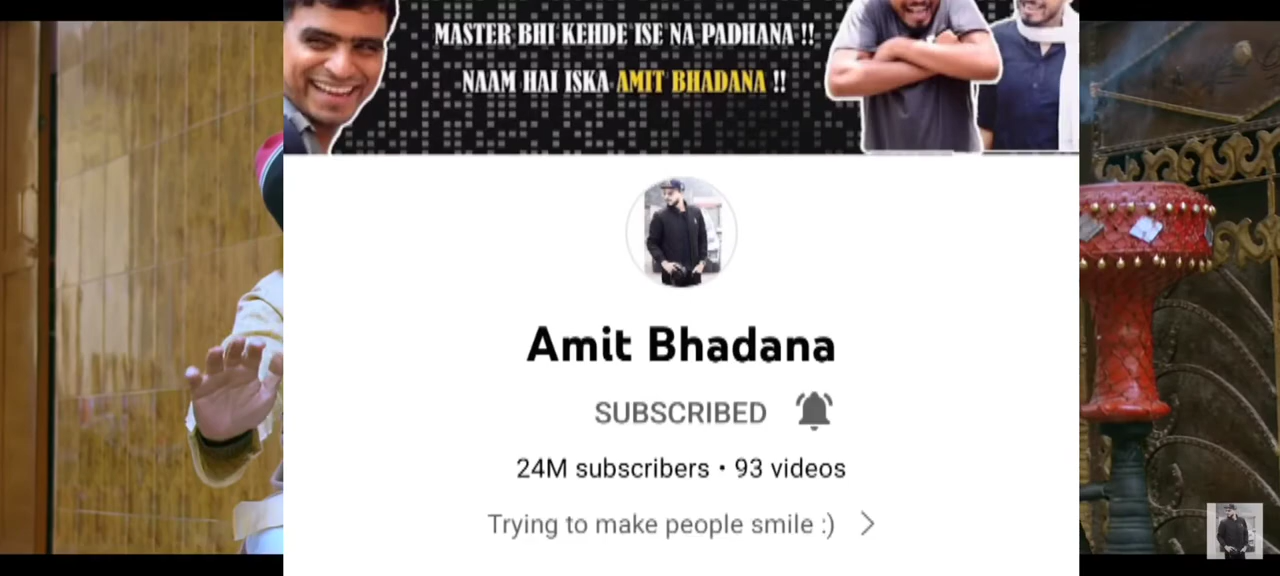 MASTER BHI KEHDE ISE NA PADHANA !!
NAAM HAI ISKA AMIT BHADANA !!
Amit Bhadana
SUBSCRIBED
24M subscribers • 93 videos
Trying to make people smile :)